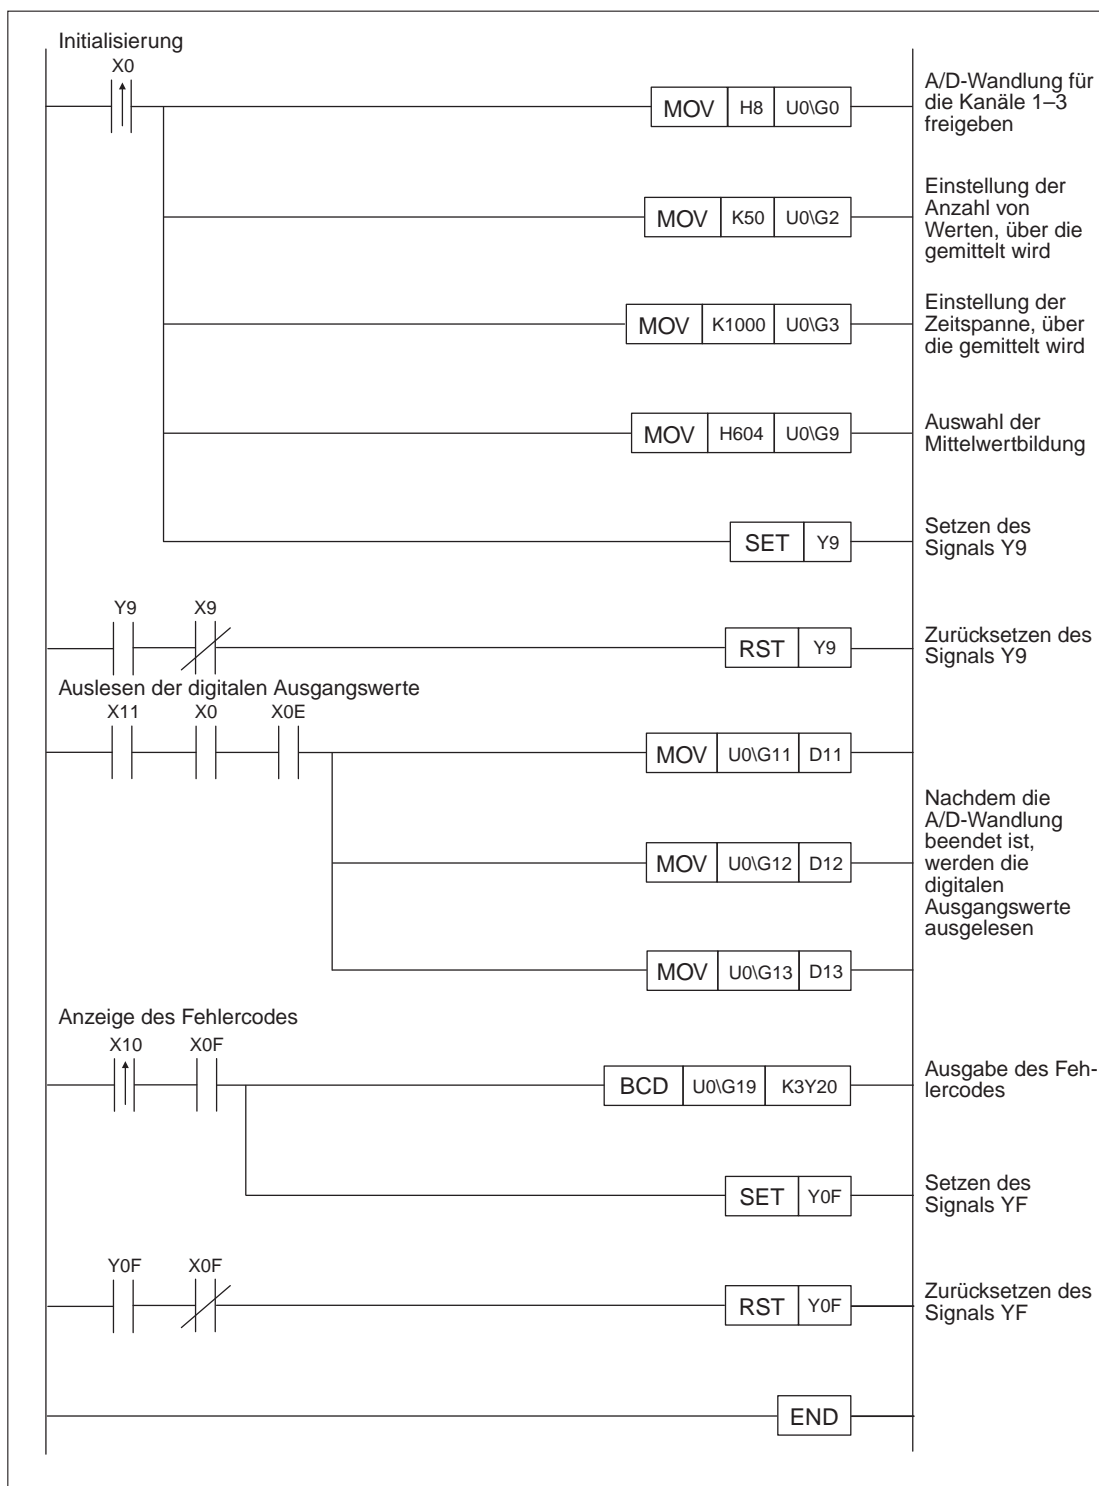 Initialisierung
X0
MOV H8 U0\G0
A/D-Wandlung für
die Kanäle 1–3
freigeben
MOV K50 U0\G2
Einstellung der
Anzahl von
Werten, über die
gemittelt wird
MOV K1000 U0\G3
Einstellung der
Zeitspanne, über
die gemittelt wird
MOV H604 U0\G9
Auswahl der
Mittelwertbildung
SET Y9
Setzen des
Signals Y9
Y9 X9
RST Y9
Zurücksetzen des
Signals Y9
Auslesen der digitalen Ausgangswerte
X11 X0 X0E
MOV U0\G11 D11
MOV U0\G12 D12
Nachdem die
A/D-Wandlung
beendet ist,
werden die
digitalen
Ausgangswerte
ausgelesen
MOV U0\G13 D13
Anzeige des Fehlercodes
X10 X0F
BCD U0\G19 K3Y20
Ausgabe des Feh-
lercodes
SET Y0F
Setzen des
Signals YF
Y0F X0F
RST Y0F
Zurücksetzen des
Signals YF
END